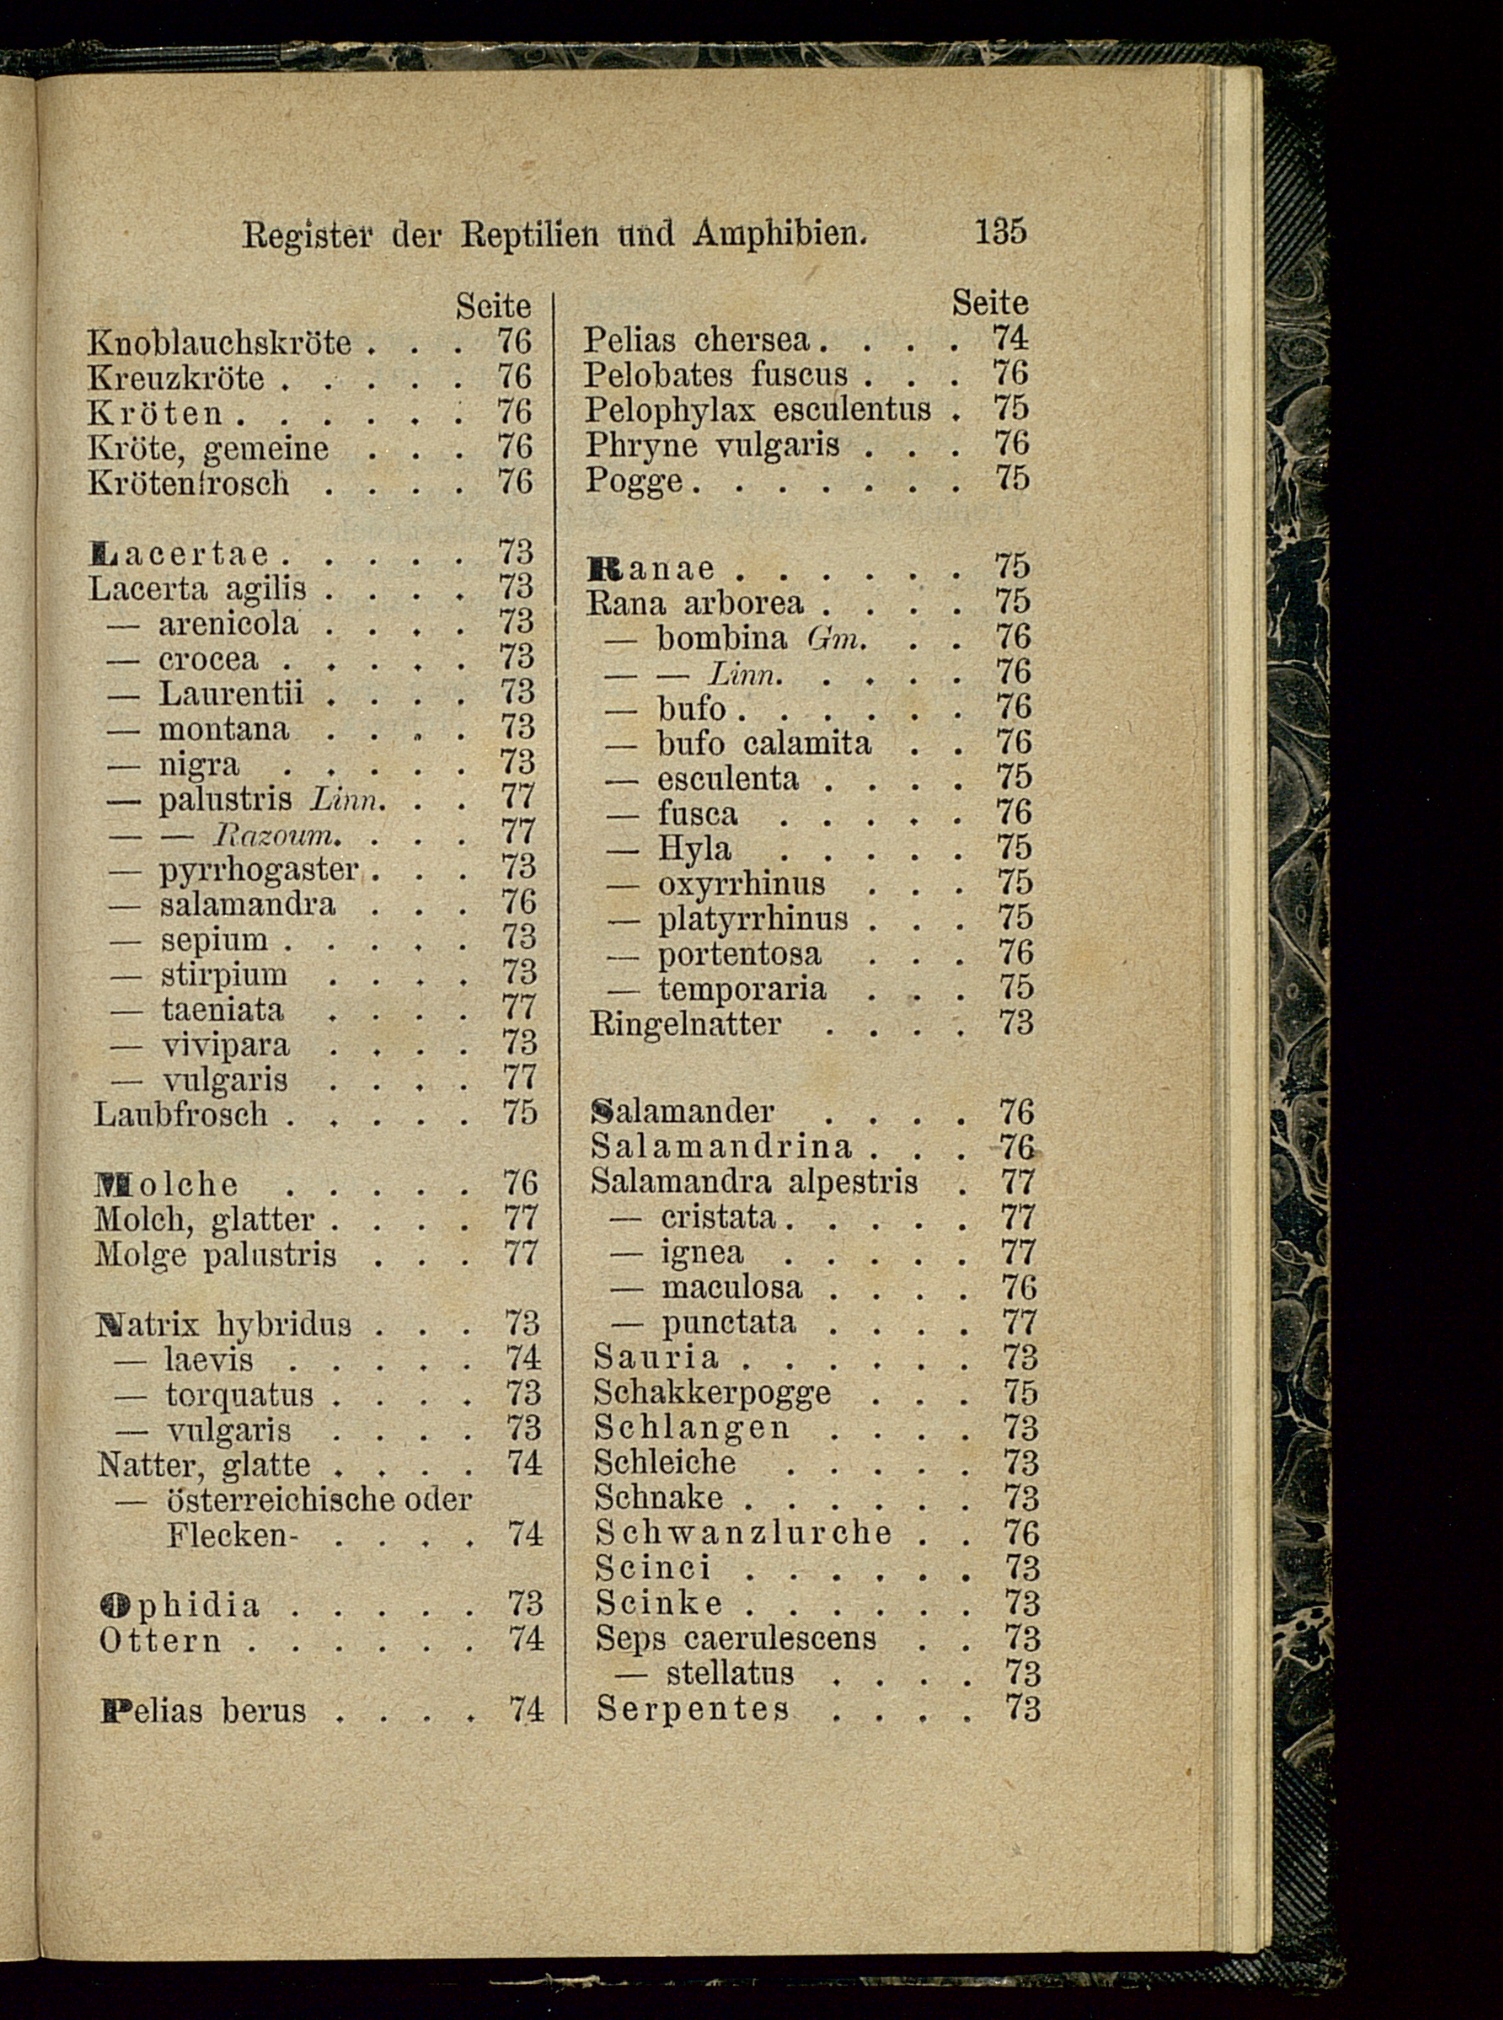 Register der Reptilien und Amphibien. 135
Seite
Knoblauchskröte . . . 76
Kreuzkröte . . . . . 76
Kröten . . . . . . 76
Kröte, gemeine . . . 76
Krötenfrosch . . . . 76
Lacertae . . . . . 73
Lacerta agilis . . . . 73
— arenicola . . . . 73
— crocea . . . . . 73
— Laurentii . . . . 73
— montana . . . . 73
— nigra . . . . . 73
— palustris Linn. . . 77
— — Razoum. . . . 77
— pyrrhogaster . . . 73
— salamandra . . . 76
— sepium . . . . . 73
— stirpium . . . . 73
— taeniata . . . . 77
— vivipara . . . . 73
— vulgaris . . . . 77
Laubfrosch . . . . . 75
Molche . . . . . 76
Molch, glatter . . . . 77
Molge palustris . . . 77
Natrix hybridus . . . 73
— laevis . . . . . 74
— torquatus . . . . 73
— vulgaris . . . . 73
Natter, glatte . . . . 74
— österreichische oder
Flecken- . . . . 74
Ophidia . . . . . 73
Ottern . . . . . . 74
Pelias berus . . . . 74
Seite
Pelias chersea . . . . 74
Pelobates fuscus . . . 76
Pelophylax esculentus . 75
Phryne vulgaris . . . 76
Pogge . . . . . . . 75
Ranae . . . . . . 75
Rana arborea . . . . 75
— bombina Gm. . . 76
— — Linn. . . . . 76
— bufo . . . . . . 76
— bufo calamita . . 76
— esculenta . . . . 75
— fusca . . . . . 76
— Hyla . . . . . 75
— oxyrrhinus . . . 75
— platyrrhinus . . . 75
— portentosa . . . 76
— temporaria . . . 75
Ringelnatter . . . . 73
Salamander . . . . 76
Salamandrina . . . 76
Salamandra alpestris . 77
— cristata . . . . . 77
— ignea . . . . . 77
— maculosa . . . . 76
— punctata . . . . 77
Sauria . . . . . . 73
Schakkerpogge . . . 75
Schlangen . . . . 73
Schleiche . . . . . 73
Schnake . . . . . . 73
Schwanzlurche . . 76
Scinci . . . . . . 73
Scinke . . . . . . 73
Seps caerulescens . . 73
— stellatus . . . . 73
Serpentes . . . . 73